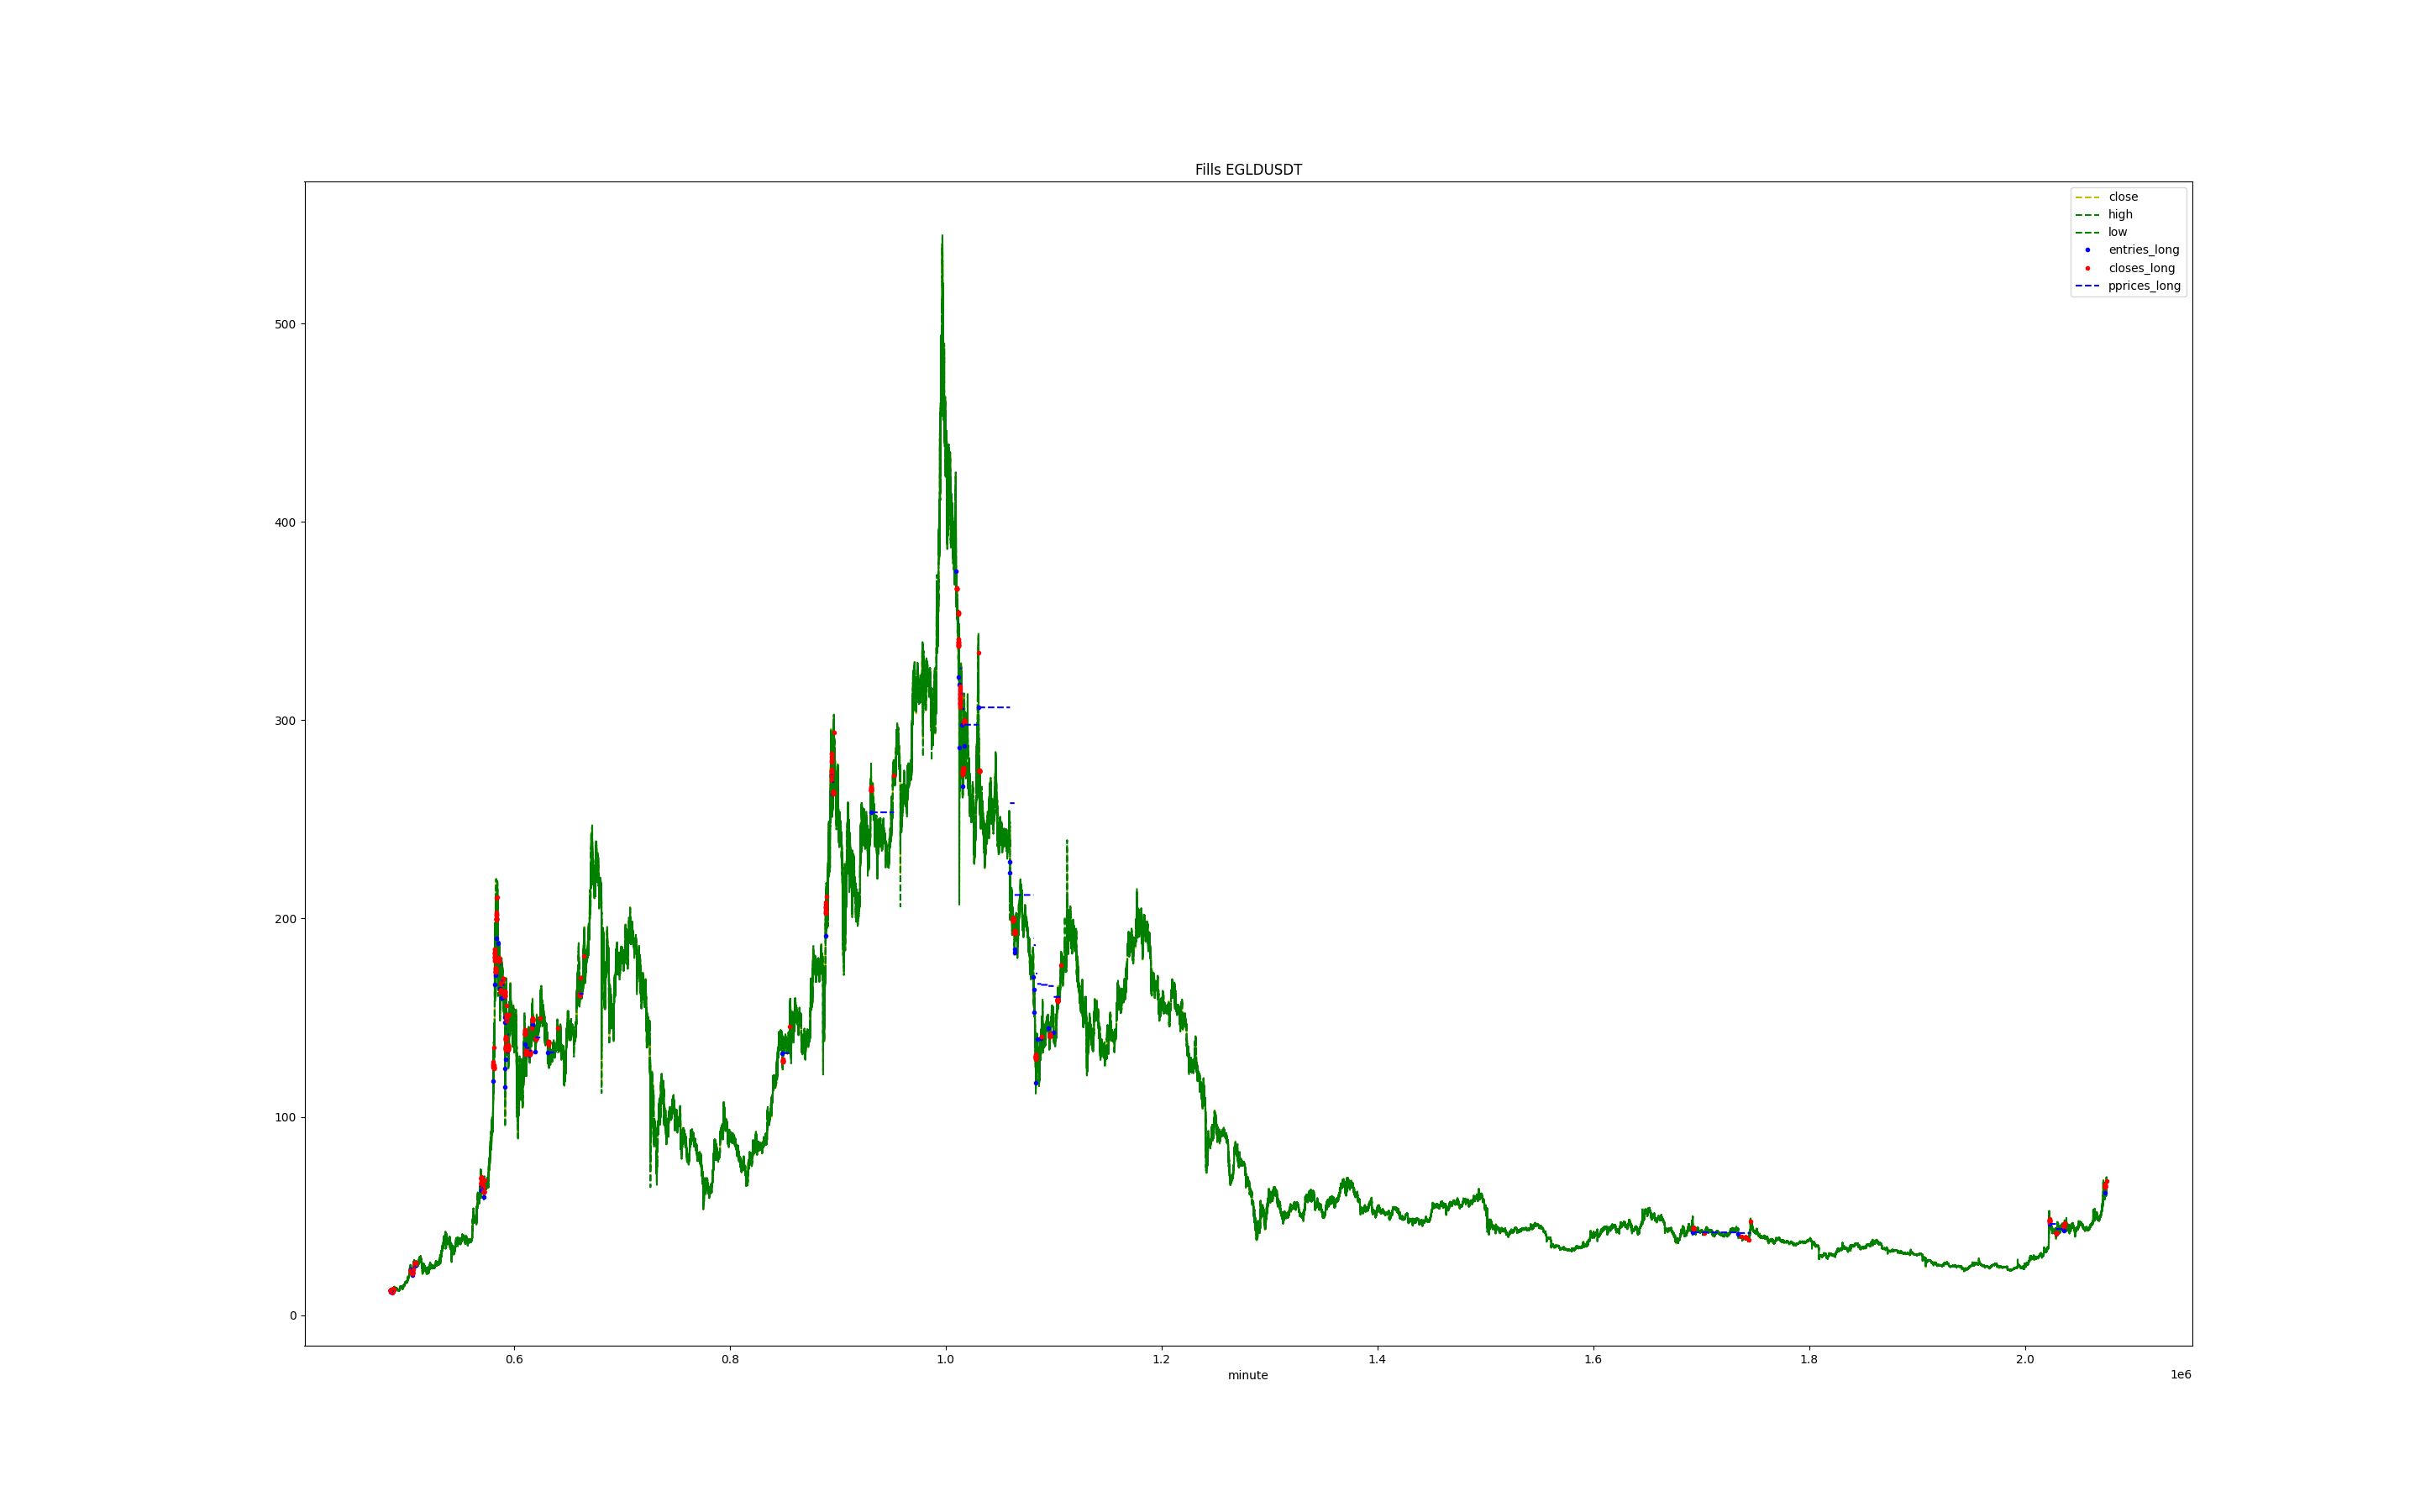 Fills EGLDUSDT
close
high
low
entries_long
closes_long
pprices_long
500
400
300
200
100
0
0.6 0.8 1.0 1.2 1.4 1.6 1.8 2.0
minute 1e6